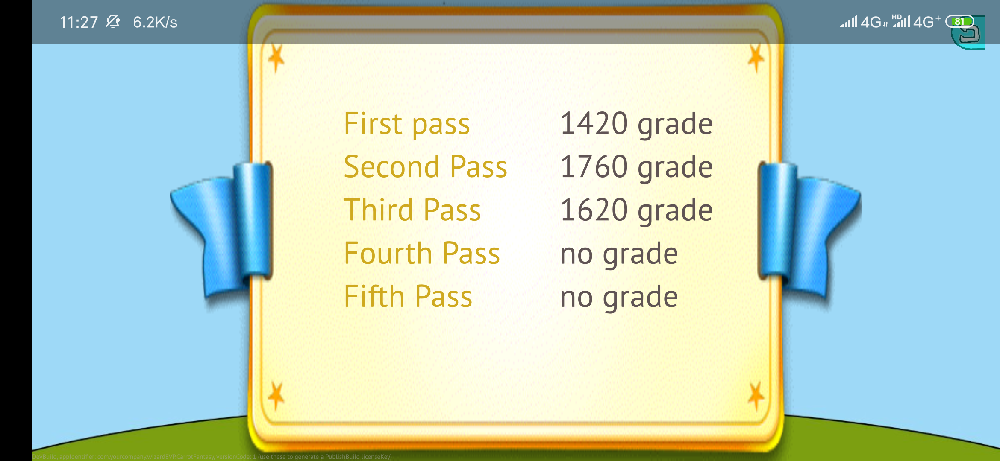 11:27 6.2K/s 4G HD 4G+ 81
First pass 1420 grade
Second Pass 1760 grade
Third Pass 1620 grade
Fourth Pass no grade
Fifth Pass no grade
DevBuild, appIdentifier: com.yourcompany.wizardEVP.CarrotFantasy, versionCode: 1 (use these to generate a PublishBuild licenseKey)